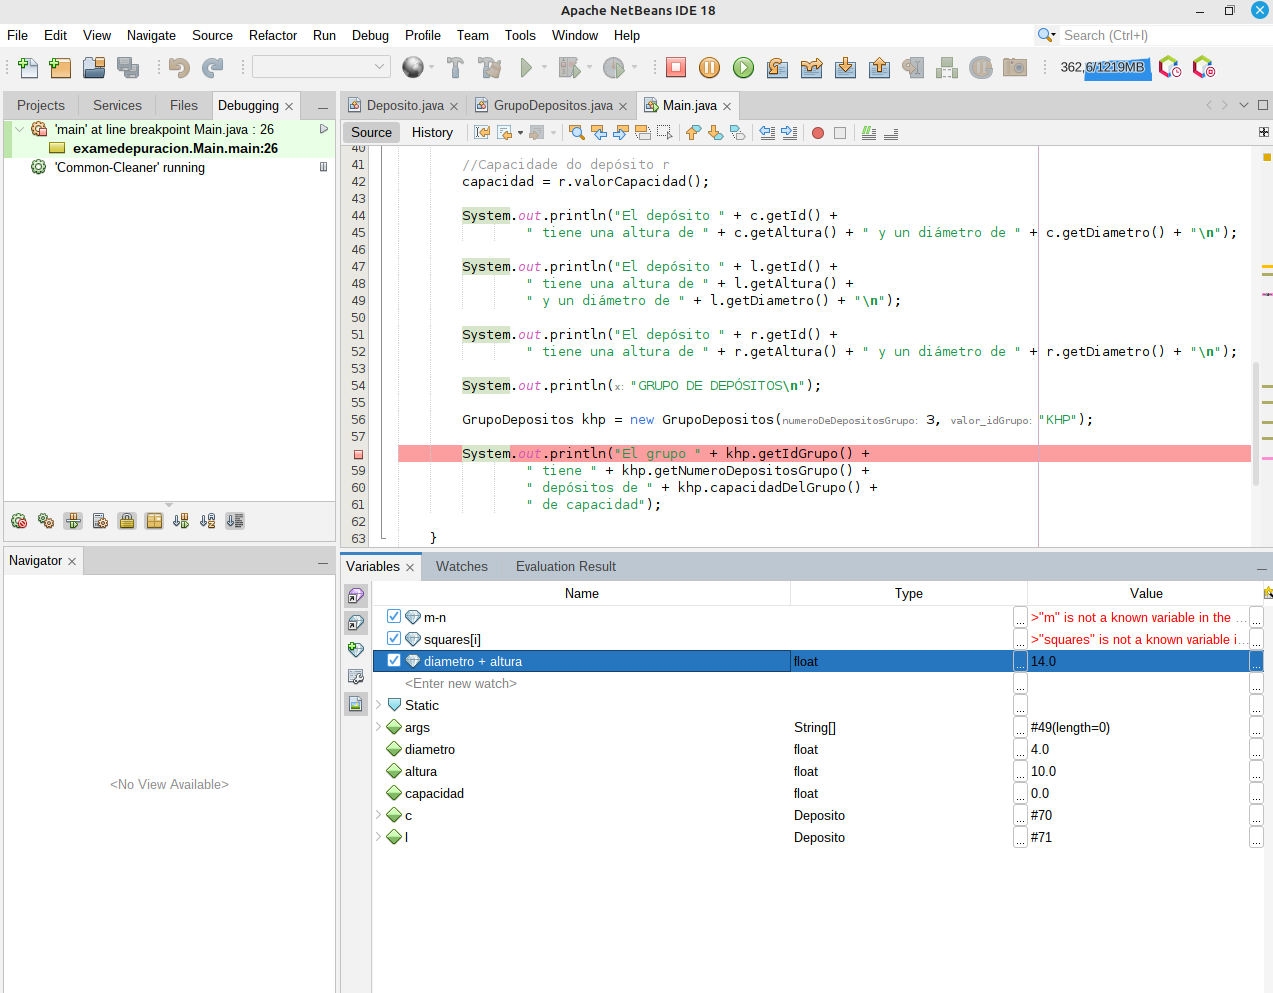 Apache NetBeans IDE 18
File Edit View Navigate Source Refactor Run Debug Profile Team Tools Window Help
Search (Ctrl+I)
362,6/1219MB
Projects Services Files Debugging
'main' at line breakpoint Main.java : 26
examedepuracion.Main.main:26
'Common-Cleaner' running
Deposito.java GrupoDepositos.java Main.java
Source History
40
41 //Capacidade do depósito r
42 capacidad = r.valorCapacidad();
43
44 System.out.println("El depósito " + c.getId() +
45 " tiene una altura de " + c.getAltura() + " y un diámetro de " + c.getDiametro() + "\n");
46
47 System.out.println("El depósito " + l.getId() +
48 " tiene una altura de " + l.getAltura() +
49 " y un diámetro de " + l.getDiametro() + "\n");
50
51 System.out.println("El depósito " + r.getId() +
52 " tiene una altura de " + r.getAltura() + " y un diámetro de " + r.getDiametro() + "\n");
53
54 System.out.println(x: "GRUPO DE DEPÓSITOS\n");
55
56 GrupoDepositos khp = new GrupoDepositos(numeroDeDepositosGrupo: 3, valor_idGrupo: "KHP");
57
System.out.println("El grupo " + khp.getIdGrupo() +
59 " tiene " + khp.getNumeroDepositosGrupo() +
60 " depósitos de " + khp.capacidadDelGrupo() +
61 " de capacidad");
62
63 }
Navigator
<No View Available>
Variables Watches Evaluation Result
Name Type Value
m-n >"m" is not a known variable in the ...
squares[i] >"squares" is not a known variable i...
diametro + altura float 14.0
<Enter new watch>
Static
args String[] #49(length=0)
diametro float 4.0
altura float 10.0
capacidad float 0.0
c Deposito #70
l Deposito #71